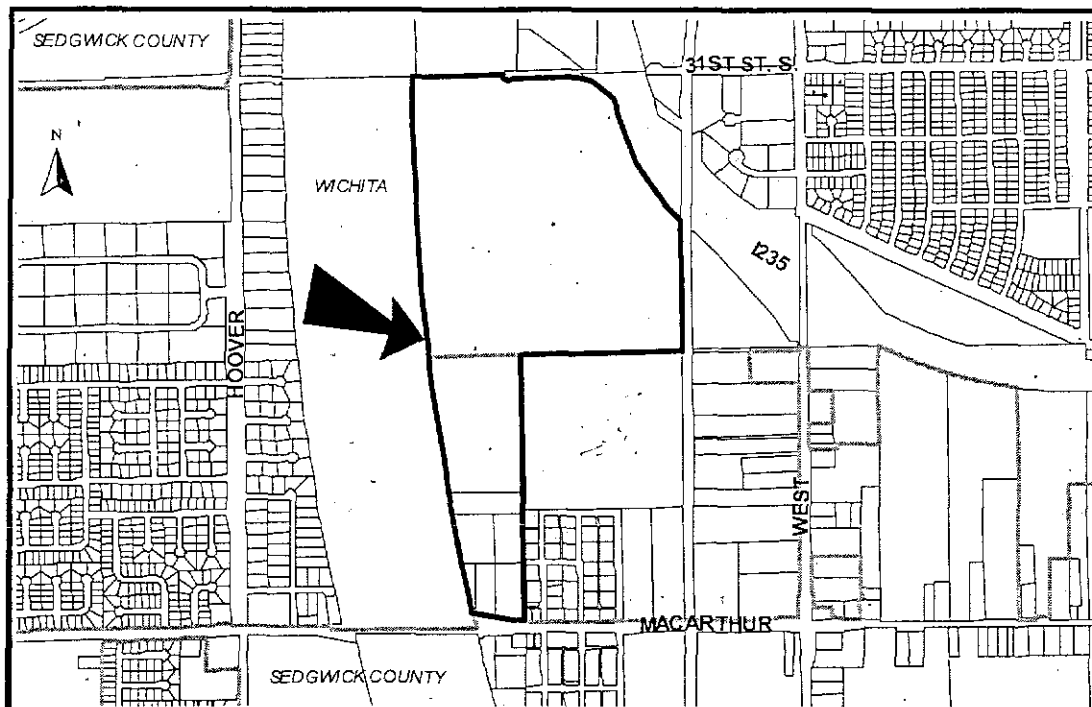 SEDGWICK COUNTY
31ST ST. S.
N
WICHITA
I235
HOOVER
WEST
MACARTHUR
SEDGWICK COUNTY